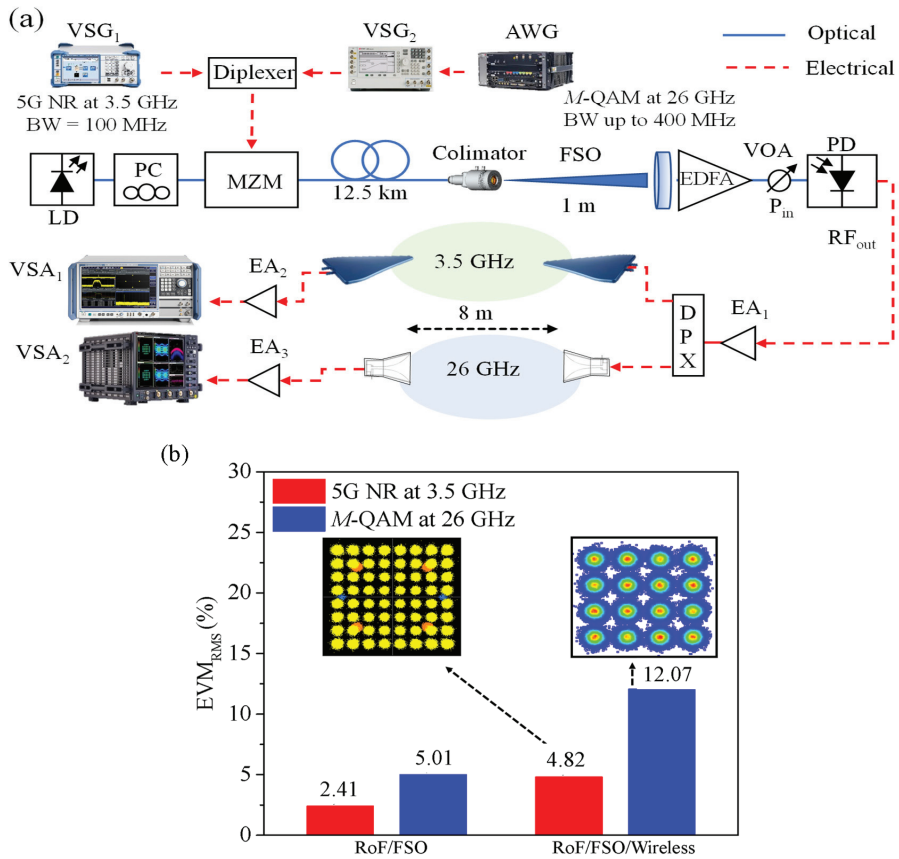 (a)
VSG1
VSG2
AWG
Optical
Electrical
Diplexer
5G NR at 3.5 GHz
BW = 100 MHz
M-QAM at 26 GHz
BW up to 400 MHz
LD
PC
MZM
12.5 km
Colimator
FSO
1 m
EDFA
VOA
Pin
PD
RFout
VSA1
EA2
3.5 GHz
8 m
DPX
EA1
VSA2
EA3
26 GHz
(b)
EVMRMS(%)
30
25
20
15
10
5
0
5G NR at 3.5 GHz
M-QAM at 26 GHz
2.41
5.01
4.82
12.07
RoF/FSO
RoF/FSO/Wireless